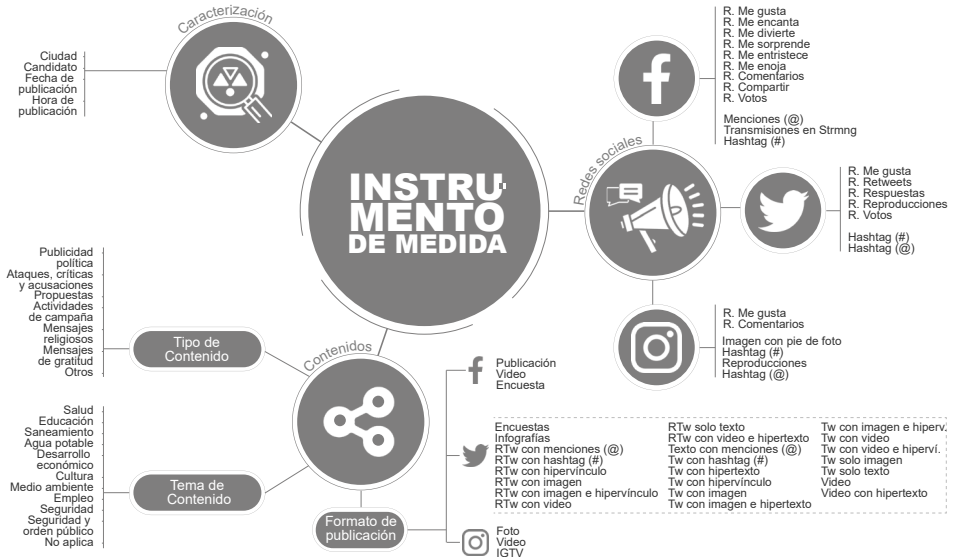 Caracterización
Ciudad
Candidato
Fecha de
publicación
Hora de
publicación
INSTRU-
MENTO
DE MEDIDA
Redes sociales
R. Me gusta
R. Me encanta
R. Me divierte
R. Me sorprende
R. Me entristece
R. Me enoja
R. Comentarios
R. Compartir
R. Votos
Menciones (@)
Transmisiones en Strmng
Hashtag (#)
R. Me gusta
R. Retweets
R. Respuestas
R. Reproducciones
R. Votos
Hashtag (#)
Hashtag (@)
R. Me gusta
R. Comentarios
Imagen con pie de foto
Hashtag (#)
Reproducciones
Hashtag (@)
Contenidos
Tipo de
Contenido
Publicidad
política
Ataques, críticas
y acusaciones
Propuestas
Actividades
de campaña
Mensajes
religiosos
Mensajes
de gratitud
Otros
Tema de
Contenido
Salud
Educación
Saneamiento
Agua potable
Desarrollo
económico
Cultura
Medio ambiente
Empleo
Seguridad
Seguridad y
orden público
No aplica
Formato de
publicación
Publicación
Video
Encuesta
Encuestas
Infografías
RTw con menciones (@)
RTw con hashtag (#)
RTw con hipervínculo
RTw con imagen
RTw con imagen e hipervínculo
RTw con video
RTw solo texto
RTw con video e hipertexto
Texto con menciones (@)
Tw con hashtag (#)
Tw con hipertexto
Tw con hipervínculo
Tw con imagen
Tw con imagen e hipertexto
Tw con imagen e hiperv.
Tw con video
Tw con video e hiperví.
Tw solo imagen
Tw solo texto
Video
Video con hipertexto
Foto
Video
IGTV